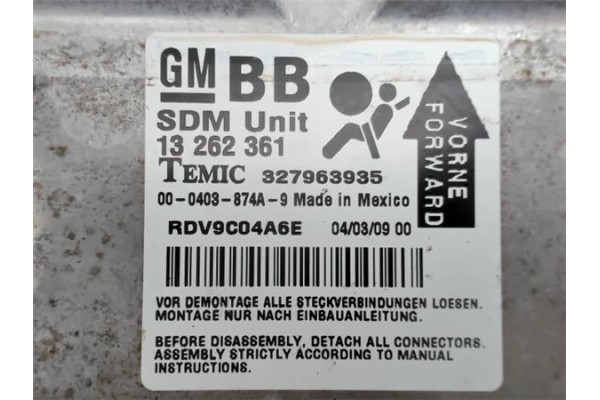 GM BB
SDM Unit
13 262 361
TEMIC 327963935
00-0403-874A-9 Made in Mexico
RDV9C04A6E 04/03/09 00
VORNE
FORWARD
VOR DEMONTAGE ALLE STECKVERBINDUNGEN LOESEN.
MONTAGE NUR NACH EINBAUANLEITUNG.
BEFORE DISASSEMBLY, DETACH ALL CONNECTORS.
ASSEMBLY STRICTLY ACCORDING TO MANUAL
INSTRUCTIONS.